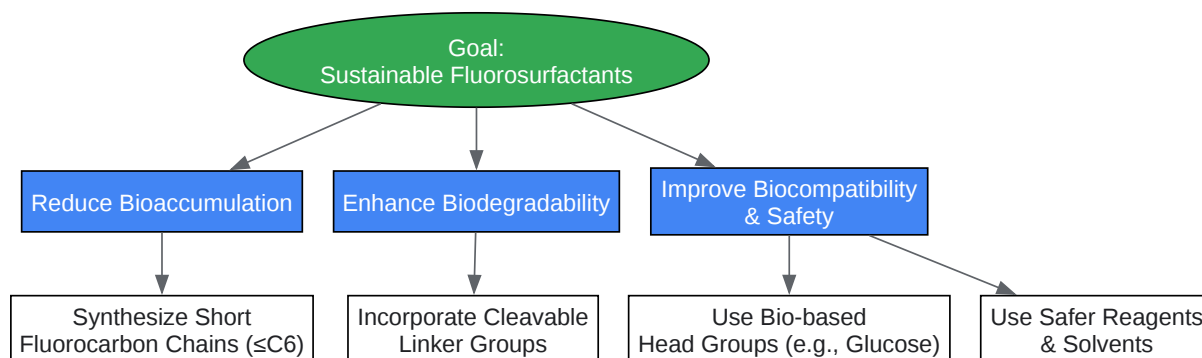 Goal:
Sustainable Fluorosurfactants
Reduce Bioaccumulation
Enhance Biodegradability
Improve Biocompatibility
& Safety
Synthesize Short
Fluorocarbon Chains (≤C6)
Incorporate Cleavable
Linker Groups
Use Bio-based
Head Groups (e.g., Glucose)
Use Safer Reagents
& Solvents